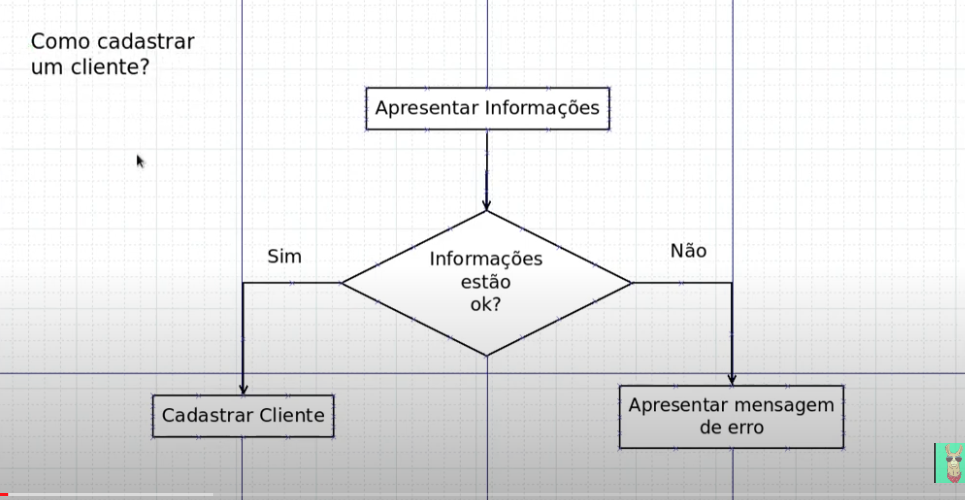 Como cadastrar
um cliente?
Apresentar Informações
Sim
Informações
estão
ok?
Não
Cadastrar Cliente
Apresentar mensagem
de erro